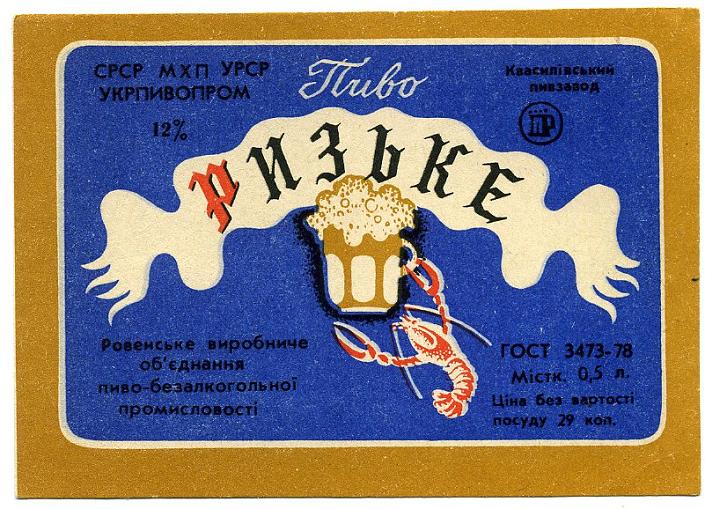 СРСР МХП УРСР
УКРПИВОПРОМ
12%
Пиво
Квасилівський
пивзавод
ПР
РИЗЬКЕ
Ровенське виробниче
об'єднання
пиво-безалкогольної
промисловості
ГОСТ 3473-78
Містк. 0,5 л.
Ціна без вартості
посуду 29 коп.